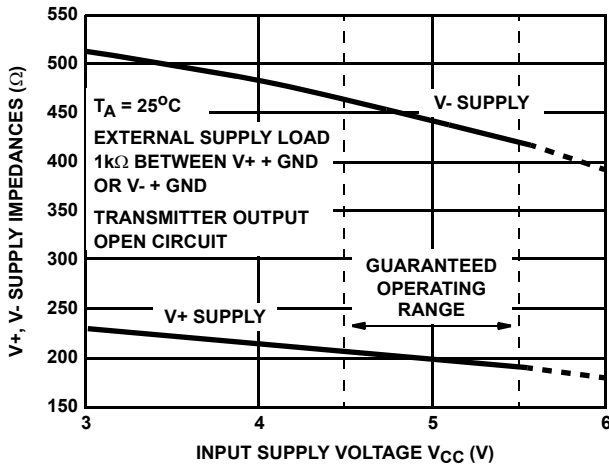 550
500
450
400
350
300
250
200
150
V+, V- SUPPLY IMPEDANCES (Ω)
T_A = 25ºC
EXTERNAL SUPPLY LOAD
1kΩ BETWEEN V+ + GND
OR V- + GND
TRANSMITTER OUTPUT
OPEN CIRCUIT
V- SUPPLY
GUARANTEED
OPERATING
RANGE
V+ SUPPLY
3
4
5
6
INPUT SUPPLY VOLTAGE V_CC (V)